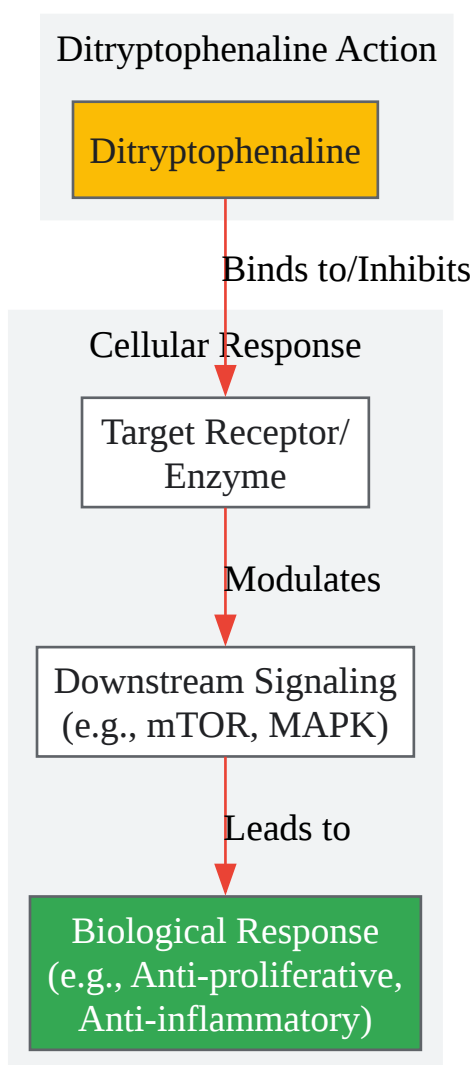 Ditryptophenaline Action
Ditryptophenaline
Binds to/Inhibits
Cellular Response
Target Receptor/
Enzyme
Modulates
Downstream Signaling
(e.g., mTOR, MAPK)
Leads to
Biological Response
(e.g., Anti-proliferative,
Anti-inflammatory)